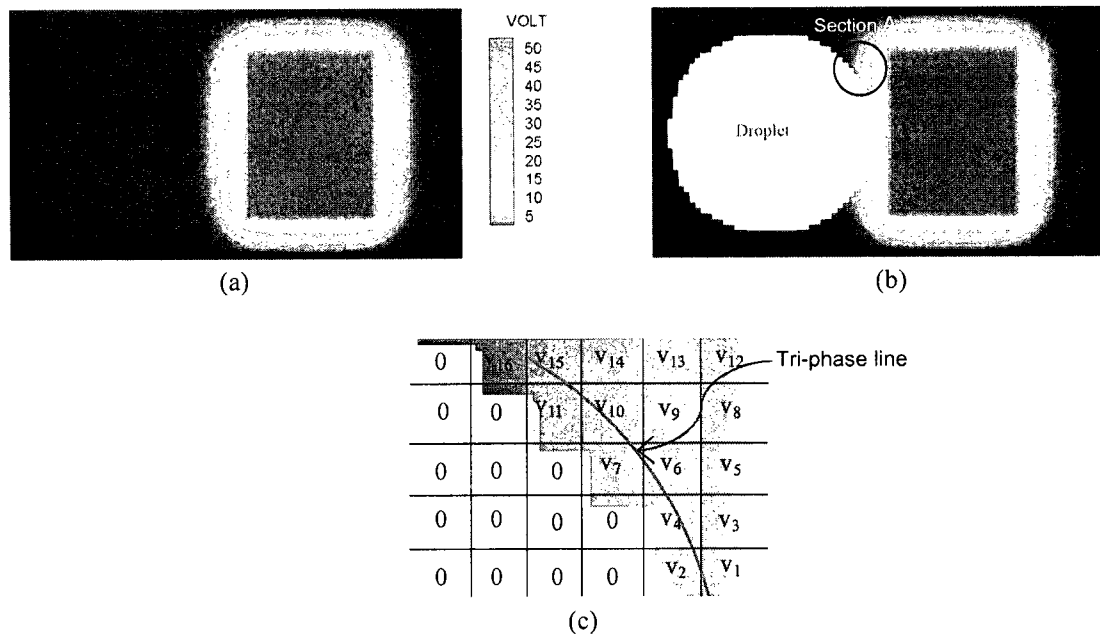 VOLT
50
45
40
35
30
25
20
15
10
5
Section A
Droplet
(a)
(b)
0 v16 v15 v14 v13 v12
Tri-phase line
0 0 v11 v10 v9 v8
0 0 0 v7 v6 v5
0 0 0 0 v4 v3
0 0 0 0 v2 v1
(c)